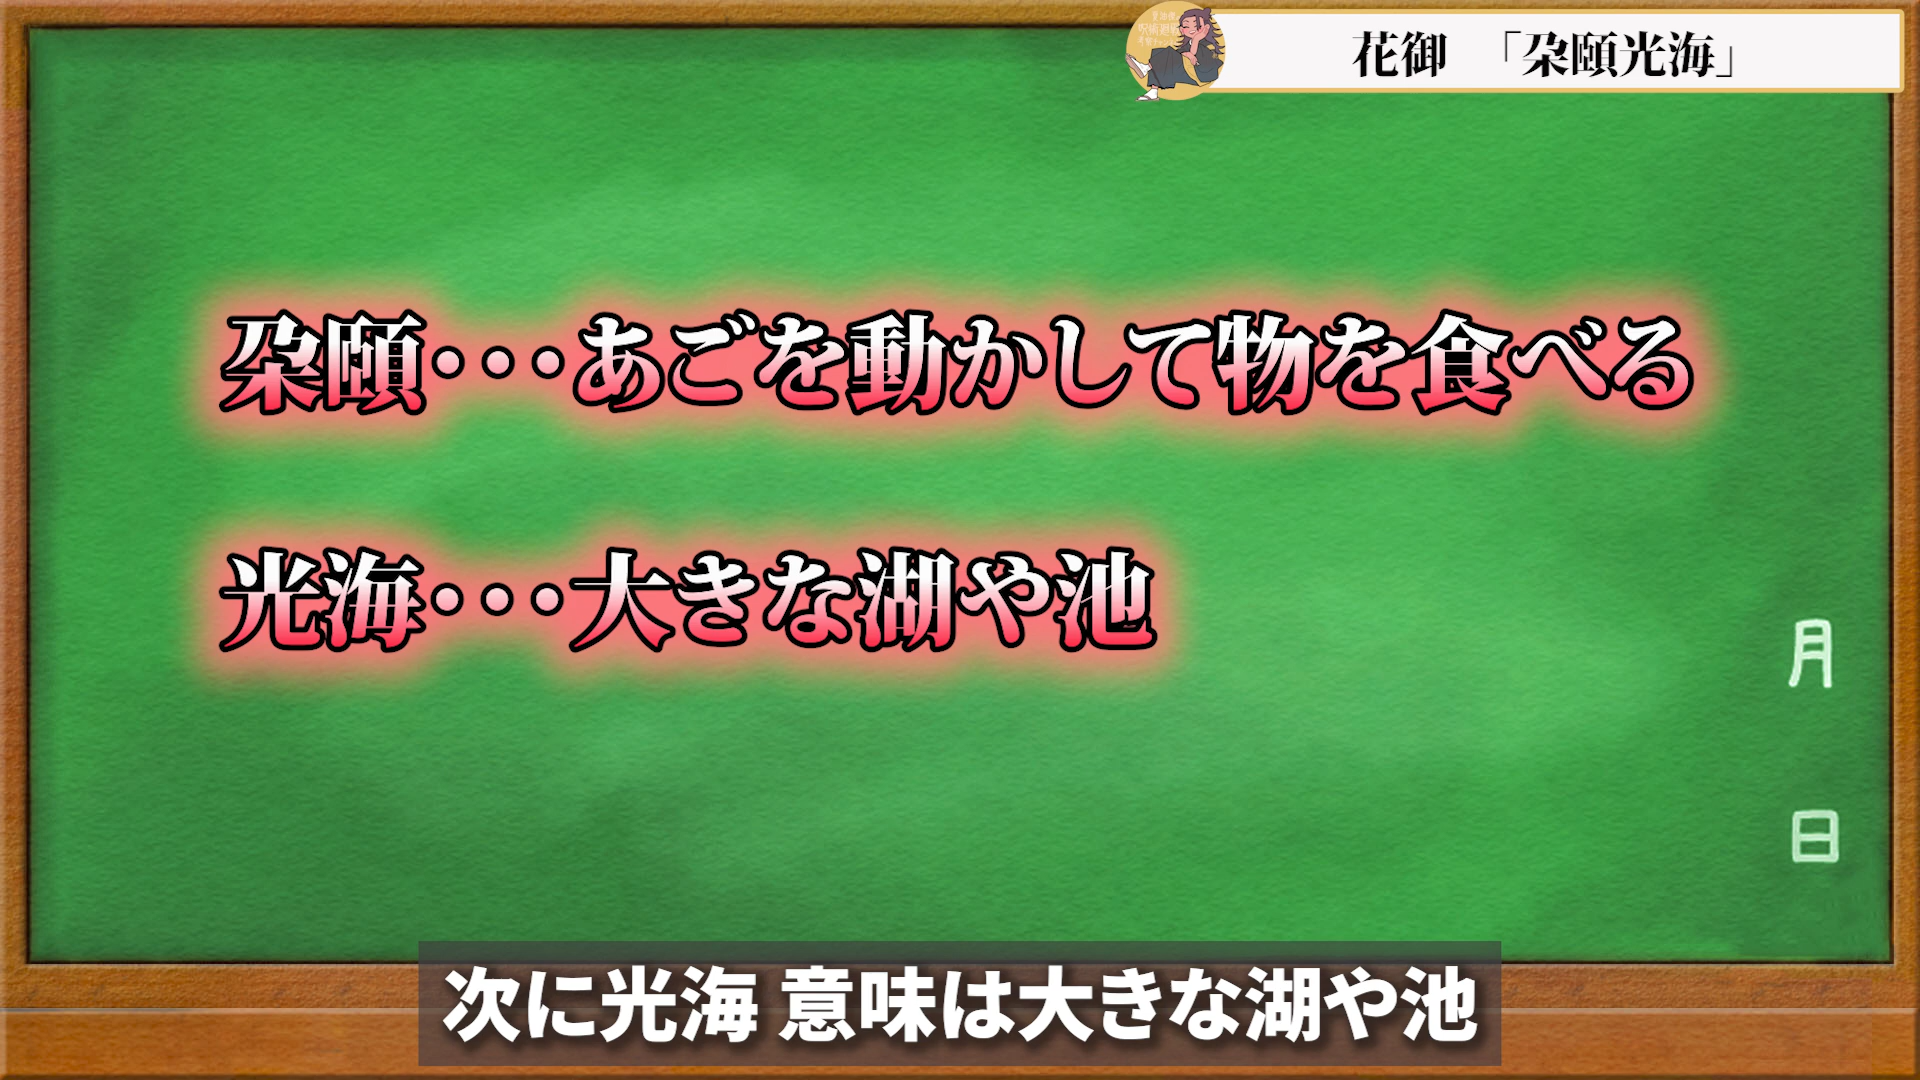 花御 「朶頤光海」
朶頤・・・あごを動かして物を食べる
光海・・・大きな湖や池
月
日
次に光海 意味は大きな湖や池